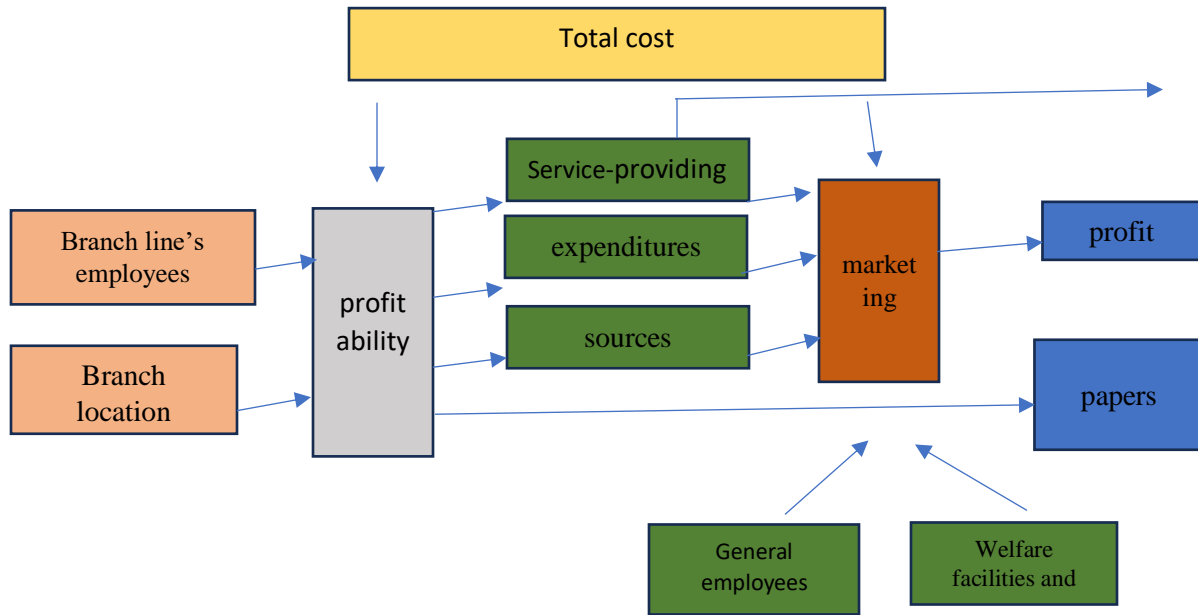 Total cost
Service-providing
Branch line's
employees
expenditures
profit
profit
ability
market
ing
sources
Branch
location
papers
General
employees
Welfare
facilities and